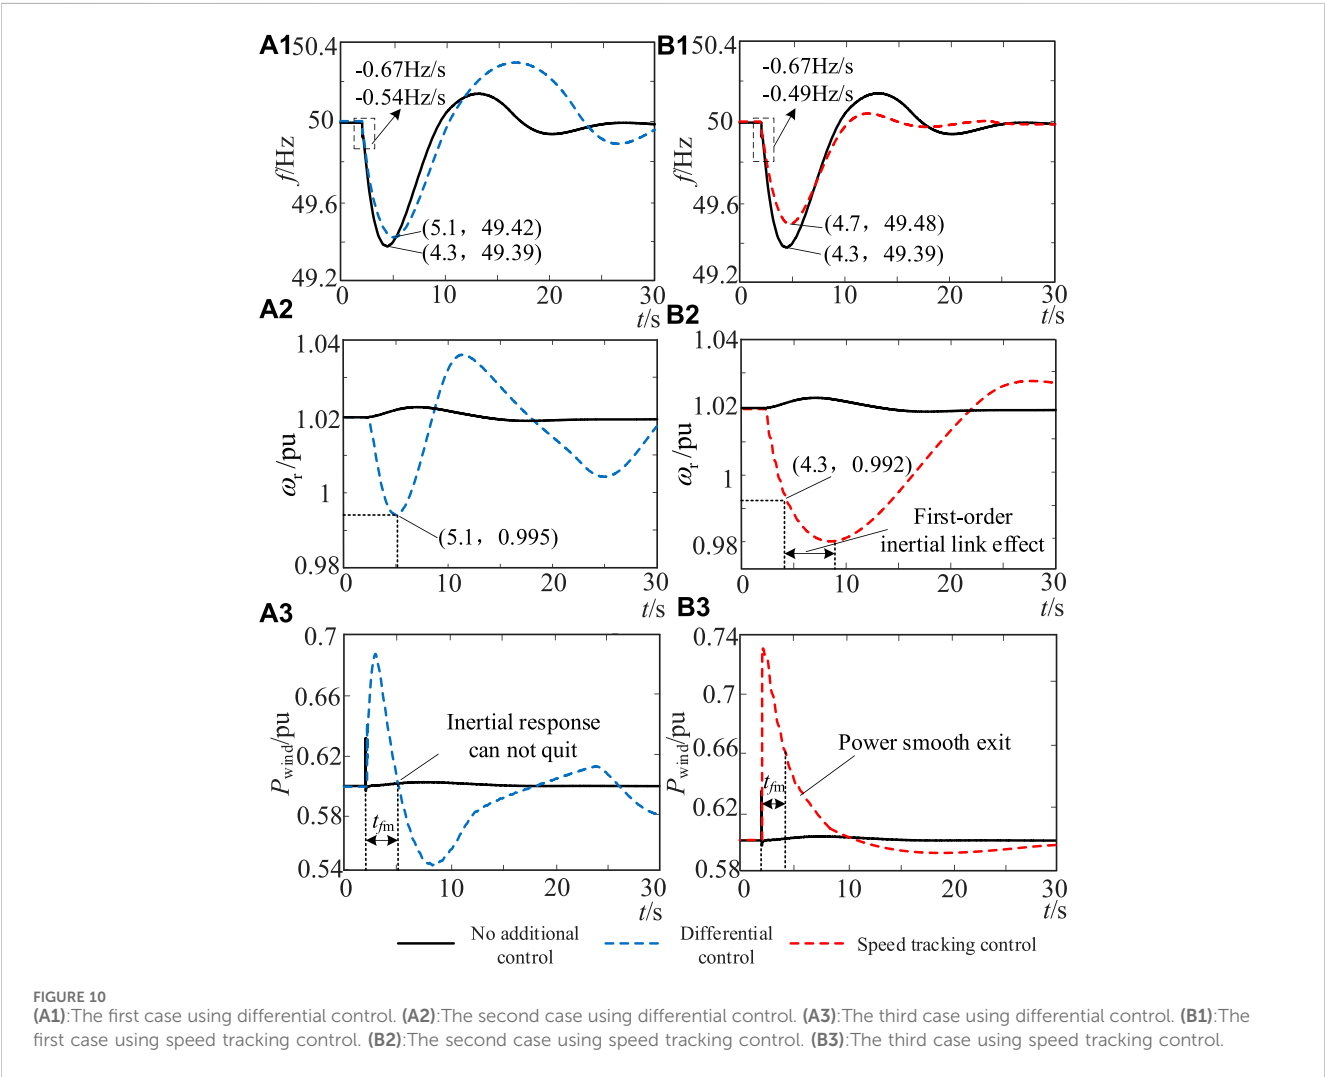 A1
50.4
50
49.6
49.2
f/Hz
-0.67Hz/s
-0.54Hz/s
(5.1, 49.42)
(4.3, 49.39)
0 10 20 30
t/s
B1
50.4
50
49.6
49.2
f/Hz
-0.67Hz/s
-0.49Hz/s
(4.7, 49.48)
(4.3, 49.39)
0 10 20 30
t/s
A2
1.04
1.02
1
0.98
ωr/pu
(5.1, 0.995)
0 10 20 30
t/s
B2
1.04
1.02
1
0.98
ωr/pu
(4.3, 0.992)
First-order
inertial link effect
0 10 20 30
t/s
A3
0.7
0.66
0.62
0.58
0.54
Pwind/pu
Inertial response
can not quit
tfm
0 10 20 30
t/s
B3
0.74
0.7
0.66
0.62
0.58
Pwind/pu
Power smooth exit
tfm
0 10 20 30
t/s
No additional
control
Differential
control
Speed tracking control
FIGURE 10
(A1):The first case using differential control. (A2):The second case using differential control. (A3):The third case using differential control. (B1):The
first case using speed tracking control. (B2):The second case using speed tracking control. (B3):The third case using speed tracking control.